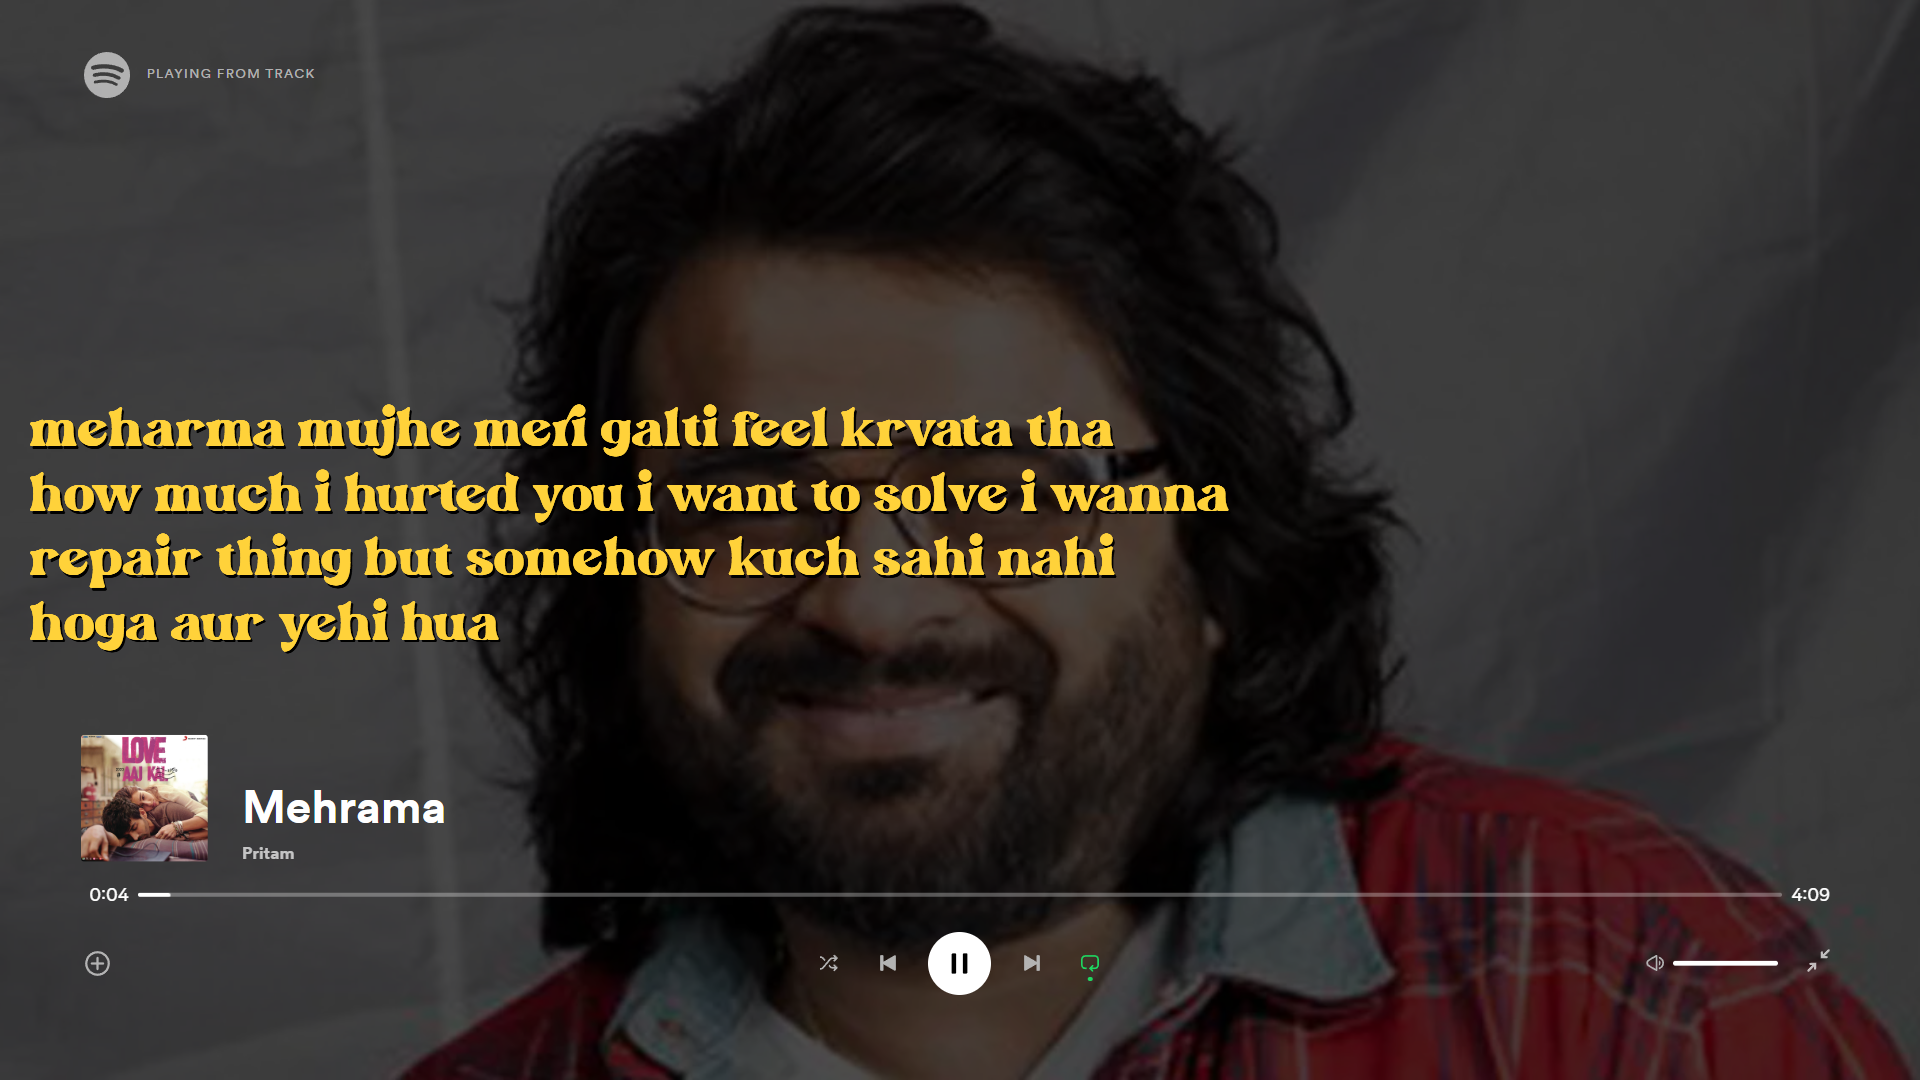 PLAYING FROM TRACK
meharma mujhe meri galti feel krvata tha
how much i hurted you i want to solve i wanna
repair thing but somehow kuch sahi nahi
hoga aur yehi hua
LOVE
AAJ KAL
Mehrama
Pritam
0:04
4:09